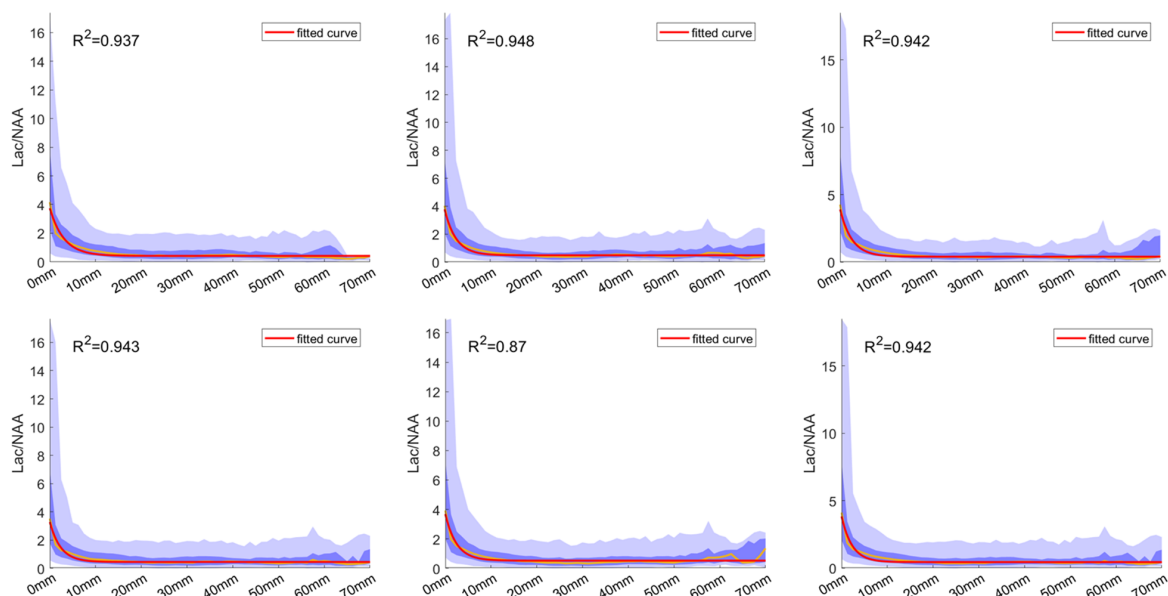 R²=0.937
fitted curve
Lac/NAA
16
14
12
10
8
6
4
2
0
0mm
10mm
20mm
30mm
40mm
50mm
60mm
70mm
R²=0.948
fitted curve
Lac/NAA
16
14
12
10
8
6
4
2
0
0mm
10mm
20mm
30mm
40mm
50mm
60mm
70mm
R²=0.942
fitted curve
Lac/NAA
15
10
5
0
0mm
10mm
20mm
30mm
40mm
50mm
60mm
70mm
R²=0.943
fitted curve
Lac/NAA
16
14
12
10
8
6
4
2
0
0mm
10mm
20mm
30mm
40mm
50mm
60mm
70mm
R²=0.87
fitted curve
Lac/NAA
16
14
12
10
8
6
4
2
0
0mm
10mm
20mm
30mm
40mm
50mm
60mm
70mm
R²=0.942
fitted curve
Lac/NAA
15
10
5
0
0mm
10mm
20mm
30mm
40mm
50mm
60mm
70mm